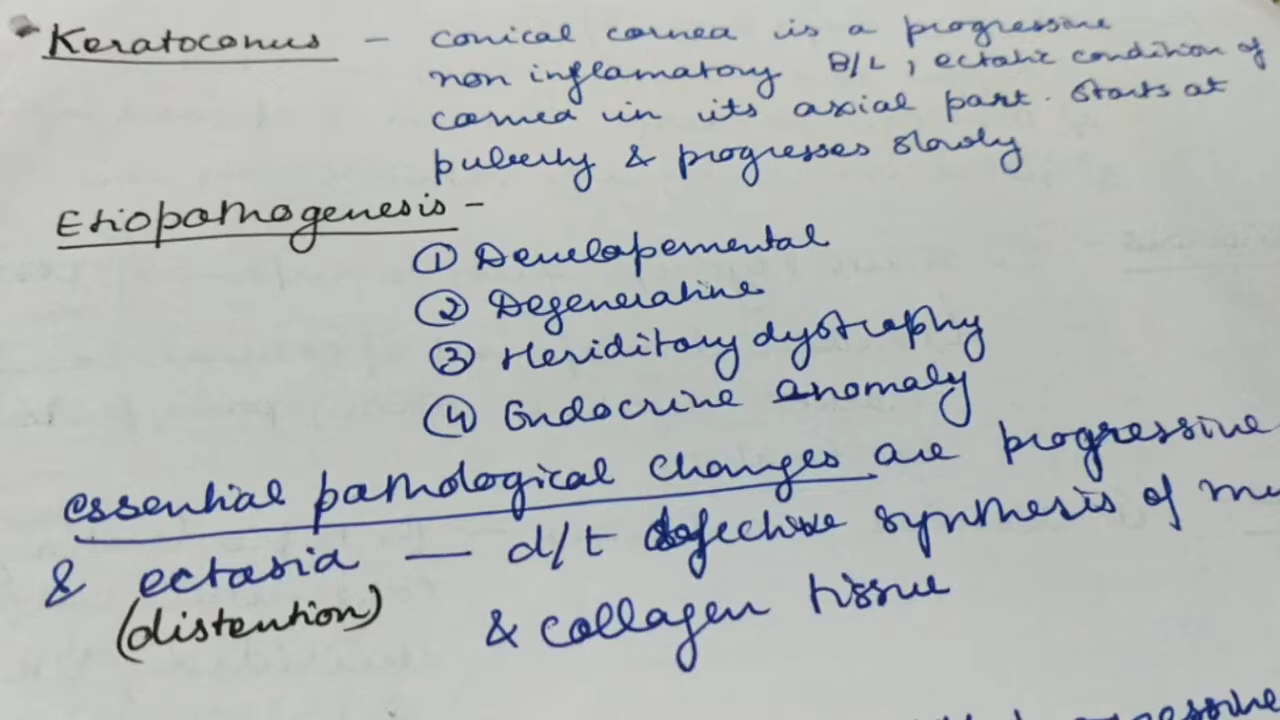 Keratoconus - conical cornea is a progressive
non inflamatory B/L, ectatic condition of
cornea in its axial part. Starts at
puberty & progresses slowly
Etiopathogenesis -
① Developemental
② Degenerative
③ Heriditory dystrophy
④ Endocrine anomaly
essential pathological changes are progressive
& ectasia — d/t defective synthesis of
(distention) & collagen tissue